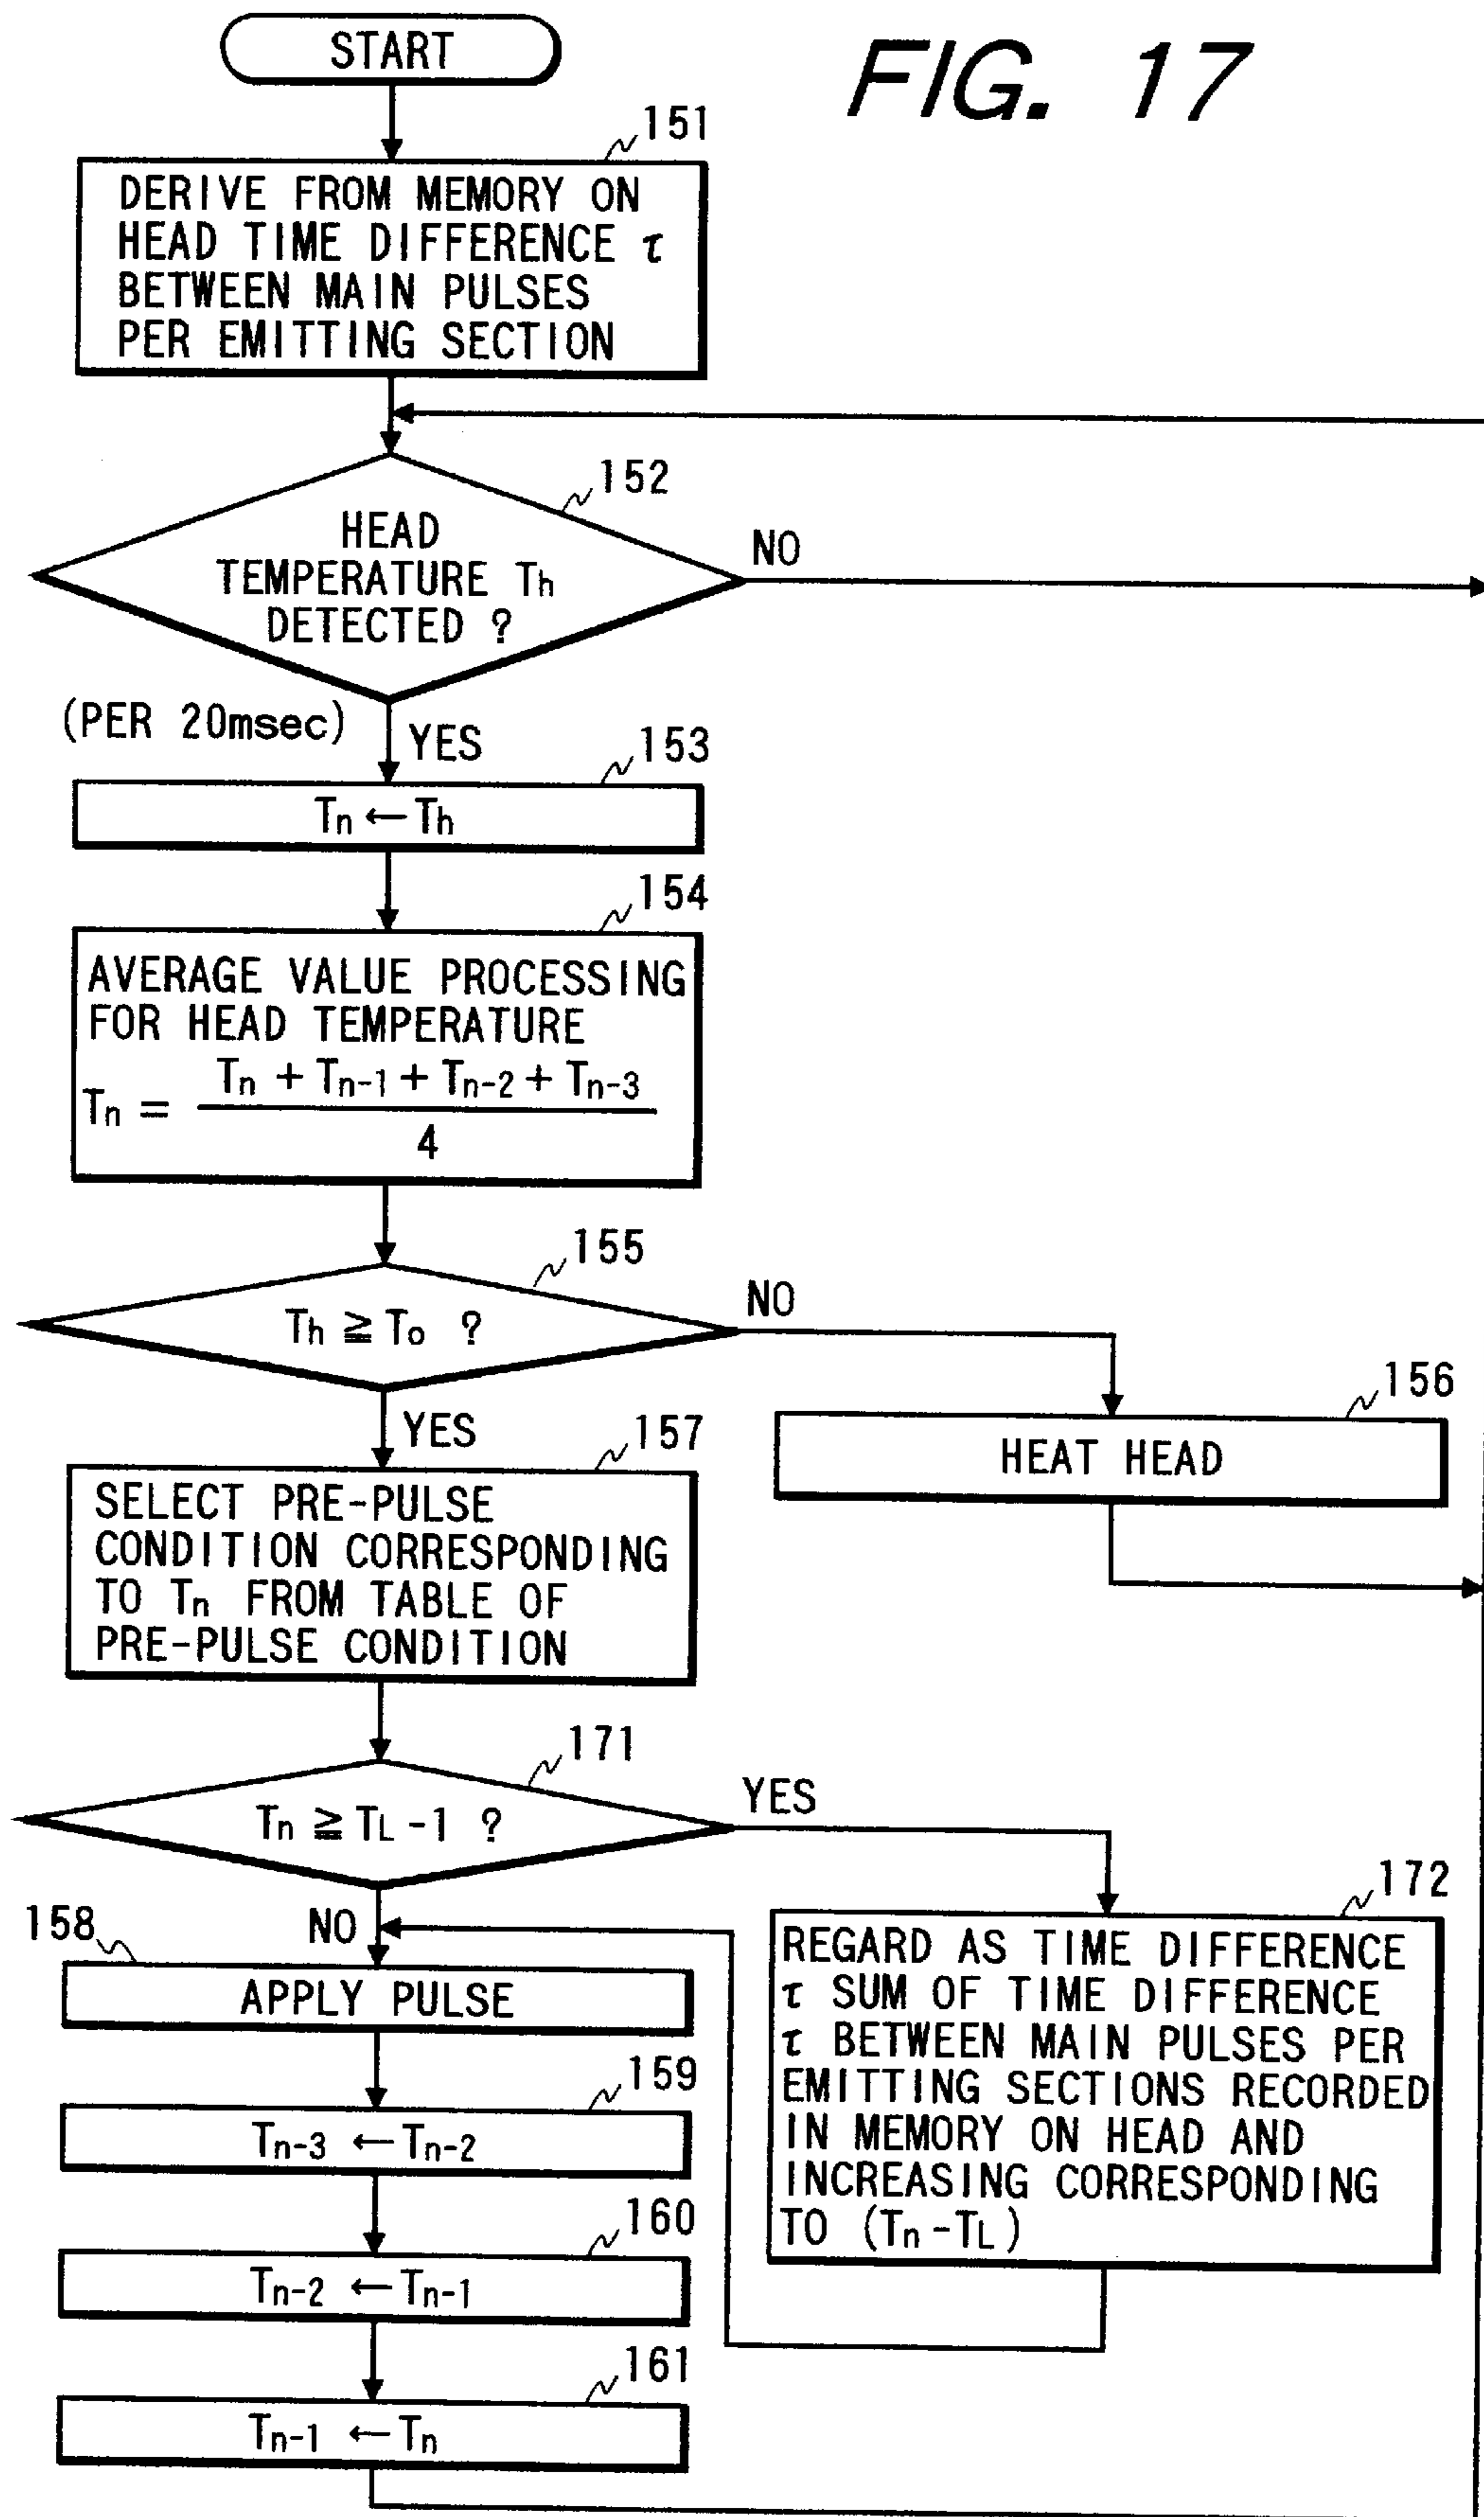 START
FIG. 17
151
DERIVE FROM MEMORY ON
HEAD TIME DIFFERENCE τ
BETWEEN MAIN PULSES
PER EMITTING SECTION
152
HEAD
TEMPERATURE Th
DETECTED ?
NO
(PER 20msec)
YES
153
Tn ← Th
154
AVERAGE VALUE PROCESSING
FOR HEAD TEMPERATURE
Tn = Tn + Tn-1 + Tn-2 + Tn-3
4
155
Th ≧ To ?
NO
156
HEAT HEAD
YES
157
SELECT PRE-PULSE
CONDITION CORRESPONDING
TO Tn FROM TABLE OF
PRE-PULSE CONDITION
171
Tn ≧ TL -1 ?
YES
172
REGARD AS TIME DIFFERENCE
τ SUM OF TIME DIFFERENCE
τ BETWEEN MAIN PULSES PER
EMITTING SECTIONS RECORDED
IN MEMORY ON HEAD AND
INCREASING CORRESPONDING
TO (Tn -TL)
NO
158
APPLY PULSE
159
Tn-3 ← Tn-2
160
Tn-2 ← Tn-1
161
Tn-1 ← Tn